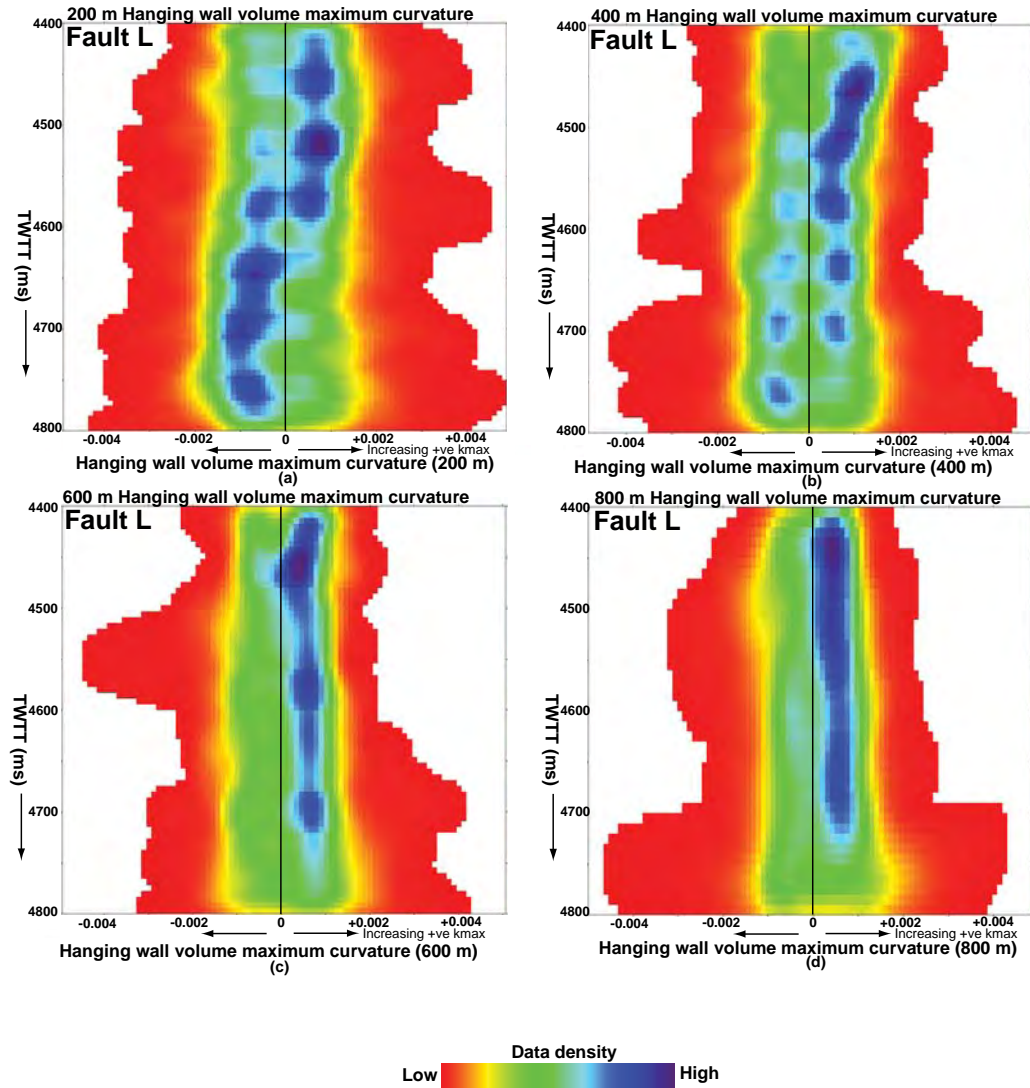 200 m Hanging wall volume maximum curvature
Fault L
4400
4500
4600
4700
4800
TWTT (ms)
-0.004 -0.002 0 +0.002 +0.004
Increasing +ve kmax
Hanging wall volume maximum curvature (200 m)
(a)
400 m Hanging wall volume maximum curvature
Fault L
4400
4500
4600
4700
4800
TWTT (ms)
-0.004 -0.002 0 +0.002 +0.004
Increasing +ve kmax
Hanging wall volume maximum curvature (400 m)
(b)
600 m Hanging wall volume maximum curvature
Fault L
4400
4500
4600
4700
4800
TWTT (ms)
-0.004 -0.002 0 +0.002 +0.004
Increasing +ve kmax
Hanging wall volume maximum curvature (600 m)
(c)
800 m Hanging wall volume maximum curvature
Fault L
4400
4500
4600
4700
4800
TWTT (ms)
-0.004 -0.002 0 +0.002 +0.004
Increasing +ve kmax
Hanging wall volume maximum curvature (800 m)
(d)
Data density
Low High